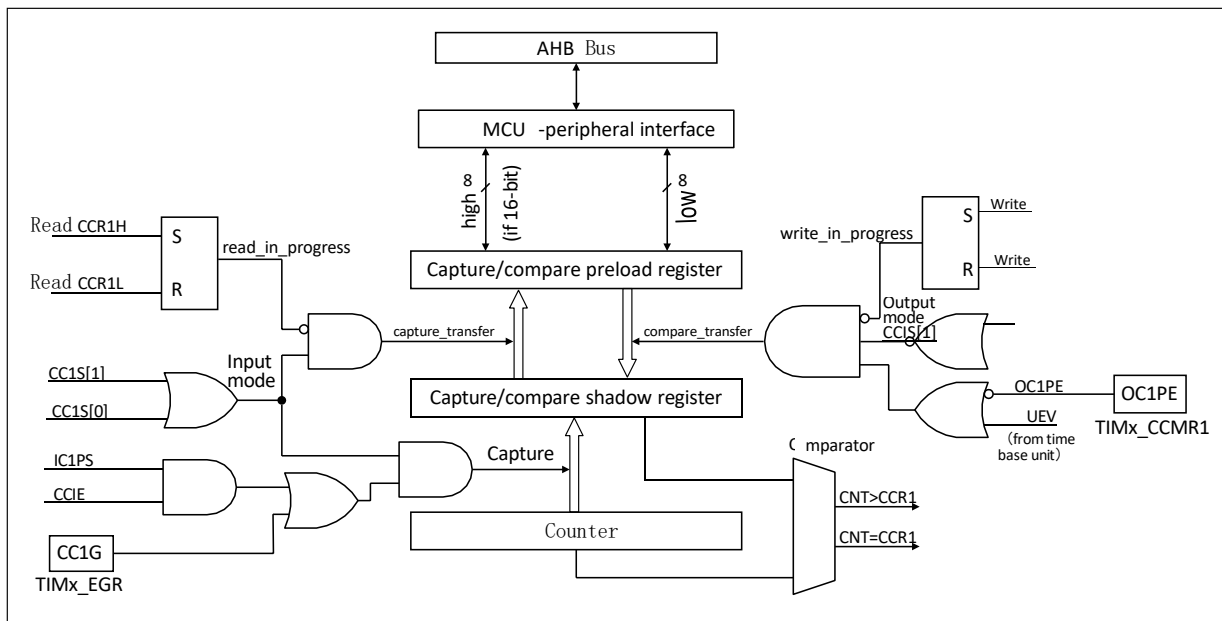 AHB Bus
MCU -peripheral interface
8
high
(if 16-bit)
8
low
Read CCR1H
S
read_in_progress
Read CCR1L
R
write_in_progress
S
Write
R
Write
Capture/compare preload register
Output
mode
CCIS[1]
capture_transfer
compare_transfer
Input
mode
CC1S[1]
CC1S[0]
Capture/compare shadow register
OC1PE
OC1PE
UEV
TIMx_CCMR1
(from time
base unit)
IC1PS
CCIE
Capture
mparator
CNT>CCR1
Counter
CNT=CCR1
CC1G
TIMx_EGR